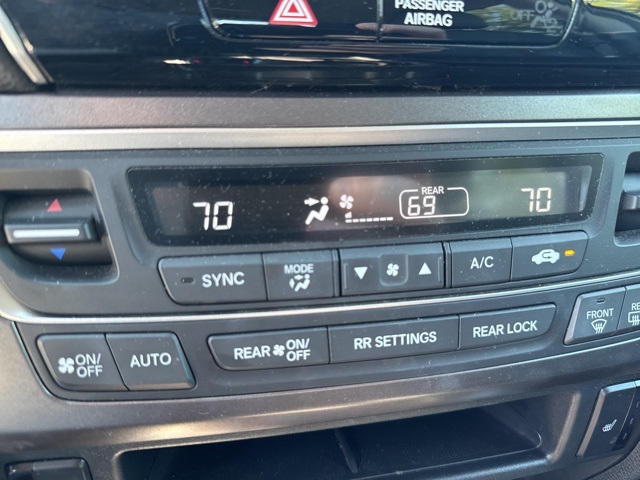 PASSENGER
AIRBAG
OFF
REAR
70 69 70
SYNC MODE A/C
FRONT
ON/OFF AUTO REAR ON/OFF RR SETTINGS REAR LOCK